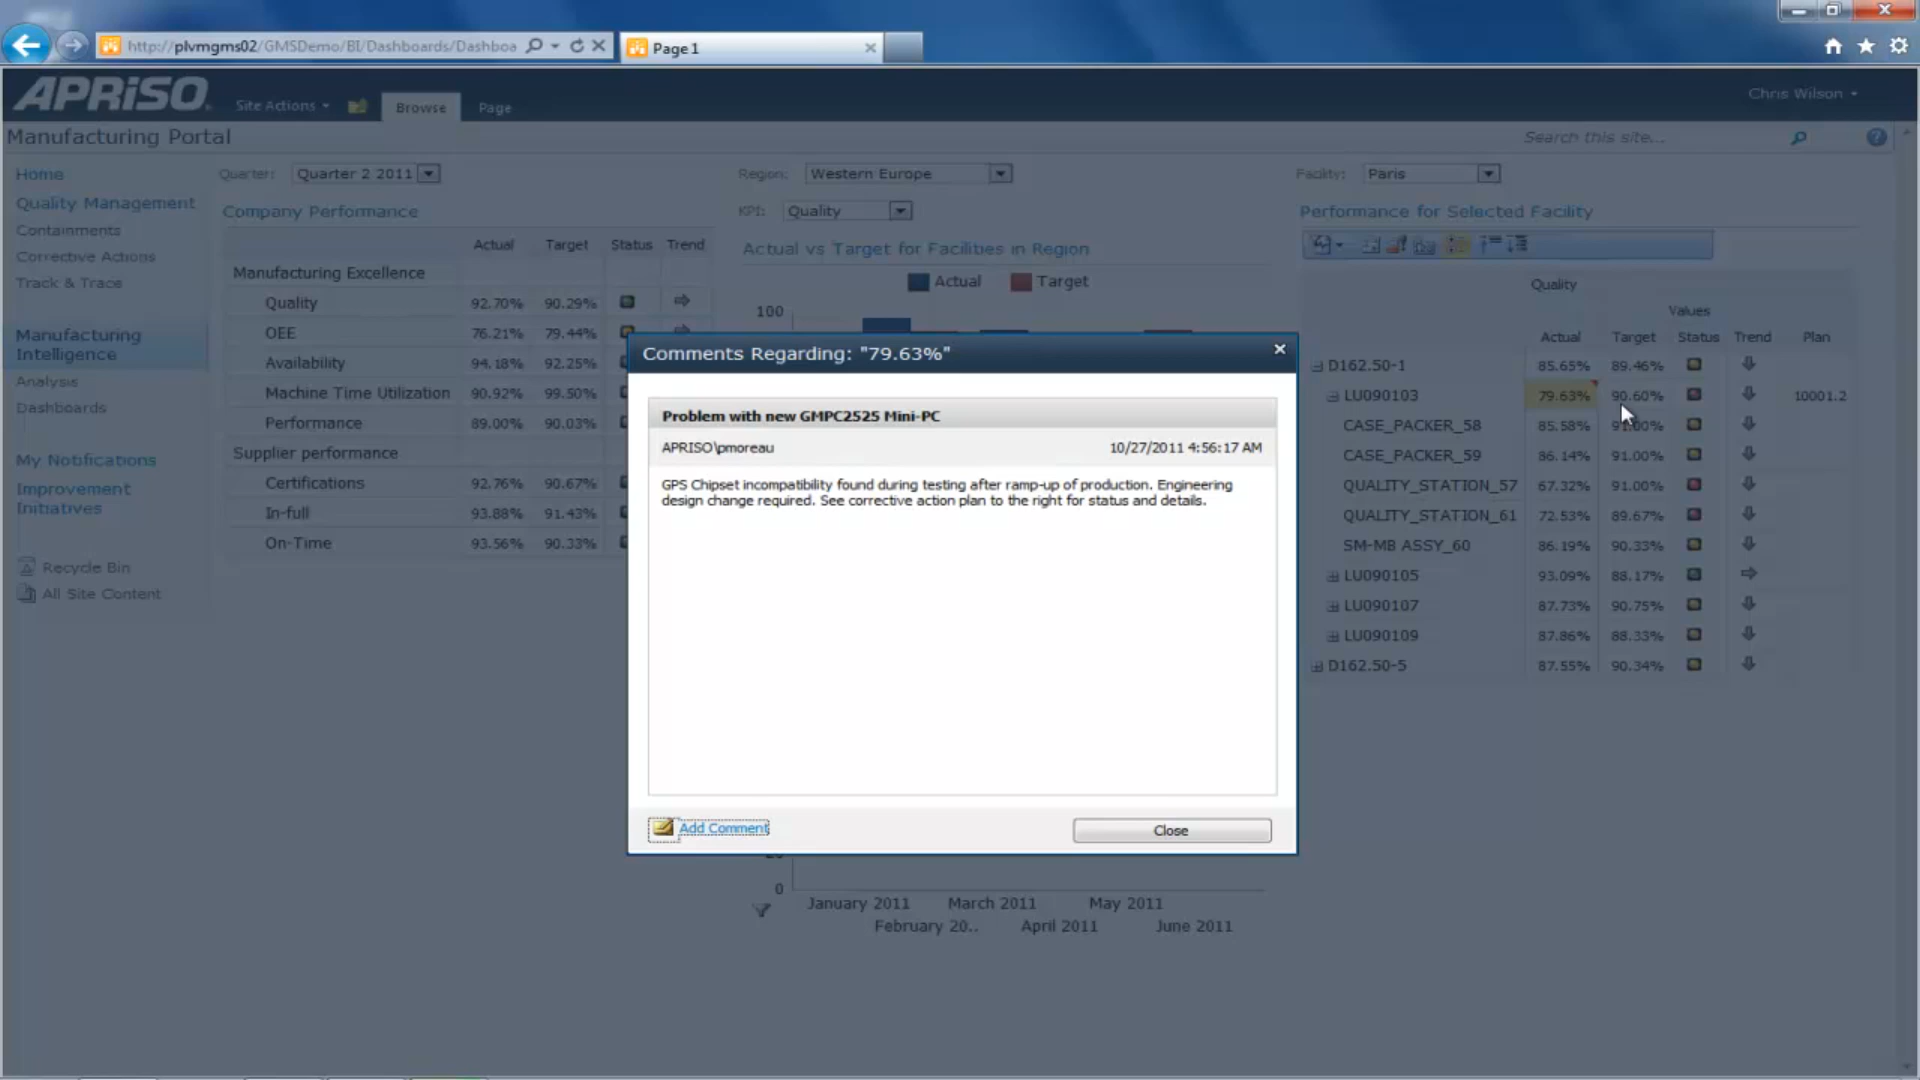 http://plvmgms02/GMSDemo/BI/Dashboards/Dashboa
Page 1
APRISO
Site Actions
Browse
Page
Chris Wilson
Manufacturing Portal
Search this site...
Home
Quality Management
Containments
Corrective Actions
Track & Trace
Manufacturing
Intelligence
Analysis
Dashboards
My Notifications
Improvement
Initiatives
Recycle Bin
All Site Content
Quarter: Quarter 2 2011
Company Performance
Actual Target Status Trend
Manufacturing Excellence
Quality 92.70% 90.29%
OEE 76.21% 79.44%
Availability 94.18% 92.25%
Machine Time Utilization 90.92% 99.50%
Performance 89.00% 90.03%
Supplier performance
Certifications 92.76% 90.67%
In-full 93.88% 91.43%
On-Time 93.56% 90.33%
Region: Western Europe
KPI: Quality
Actual vs Target for Facilities in Region
Actual Target
100
0
January 2011 March 2011 May 2011
February 20.. April 2011 June 2011
Comments Regarding: "79.63%"
Problem with new GMPC2525 Mini-PC
APRISO\pmoreau 10/27/2011 4:56:17 AM
GPS Chipset incompatibility found during testing after ramp-up of production. Engineering
design change required. See corrective action plan to the right for status and details.
Add Comment
Close
Facility: Paris
Performance for Selected Facility
Quality
Values
Actual Target Status Trend Plan
D162.50-1 85.65% 89.46%
LU090103 79.63% 90.60% 10001.2
CASE_PACKER_58 85.58% 91.00%
CASE_PACKER_59 86.14% 91.00%
QUALITY_STATION_57 67.32% 91.00%
QUALITY_STATION_61 72.53% 89.67%
SM-MB ASSY_60 86.19% 90.33%
LU090105 93.09% 88.17%
LU090107 87.73% 90.75%
LU090109 87.86% 88.33%
D162.50-5 87.55% 90.34%